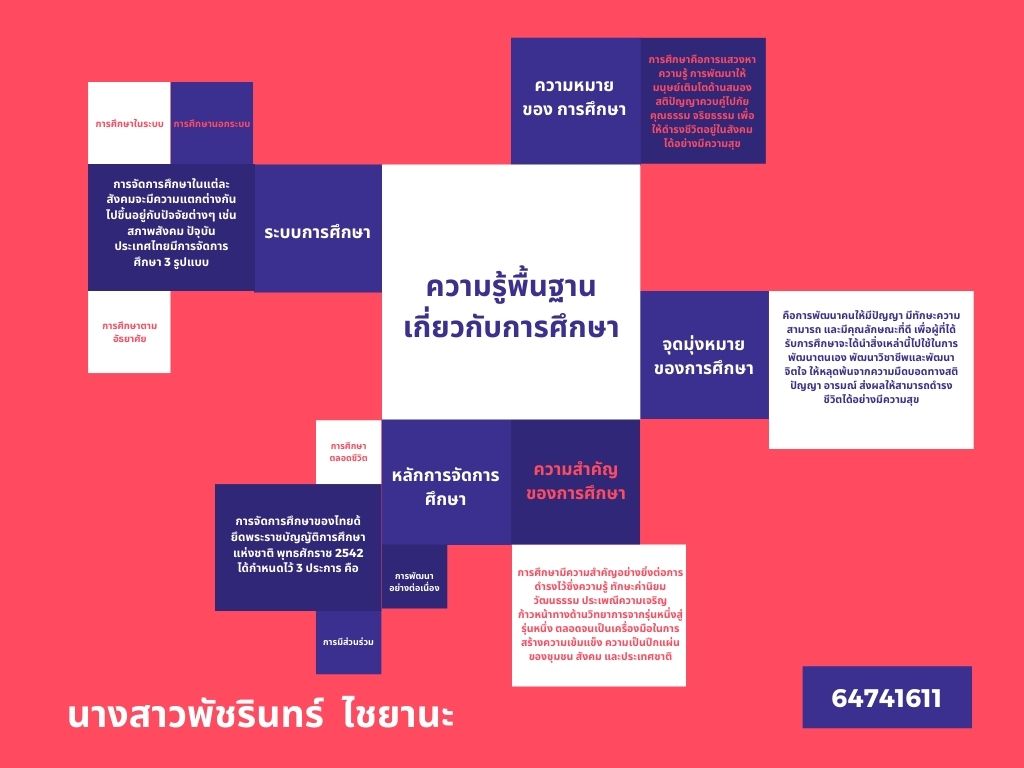 ความหมาย
ของ การศึกษา
การศึกษาคือการแสวงหา
ความรู้ การพัฒนาให้
มนุษย์เติมโตด้านสมอง
สติปัญญาควบคู่ไปกัย
คุณธรรม จริยธรรม เพื่อ
ให้ดำรงชีวิตอยู่ในสังคม
ได้อย่างมีความสุข
การศึกษาในระบบ
การศึกษานอกระบบ
การจัดการศึกษาในแต่ละ
สังคมจะมีความแตกต่างกัน
ไปขึ้นอยู่กับปัจจัยต่างๆ เช่น
สภาพสังคม ปัจุบัน
ประเทศไทยมีการจัดการ
ศึกษา 3 รูปแบบ
ระบบการศึกษา
การศึกษาตาม
อัธยาศัย
ความรู้พื้นฐาน
เกี่ยวกับการศึกษา
จุดมุ่งหมาย
ของการศึกษา
คือการพัฒนาคนให้มีปัญญา มีทักษะความ
สามารถ และมีคุณลักษณะที่ดี เพื่อผู้ที่ได้
รับการศึกษาจะได้นำสิ่งเหล่านี้ไปใช้ในการ
พัฒนาตนเอง พัฒนาวิชาชีพและพัฒนา
จิตใจ ให้หลุดพ้นจากความมืดบอดทางสติ
ปัญญา อารมณ์ ส่งผลให้สามารถดำรง
ชีวิตได้อย่างมีความสุข
การศึกษา
ตลอดชีวิต
หลักการจัดการ
ศึกษา
ความสำคัญ
ของการศึกษา
การจัดการศึกษาของไทยด้
ยึดพระราชบัญญัติการศึกษา
แห่งชาติ พุทธศักราช 2542
ได้กำหนดไว้ 3 ประการ คือ
การพัฒนา
อย่างต่อเนื่อง
การมีส่วนร่วม
การศึกษามีความสำคัญอย่างยิ่งต่อการ
ดำรงไว้ซึ่งความรู้ ทักษะค่านิยม
วัฒนธรรม ประเพณีความเจริญ
ก้าวหน้าทางด้านวิทยาการจากรุ่นหนึ่งสู่
รุ่นหนึ่ง ตลอดจนเป็นเครื่องมือในการ
สร้างความเข้มแข็ง ความเป็นปึกแผ่น
ของชุมชน สังคม และประเทศชาติ
นางสาวพัชรินทร์ ไชยานะ
64741611